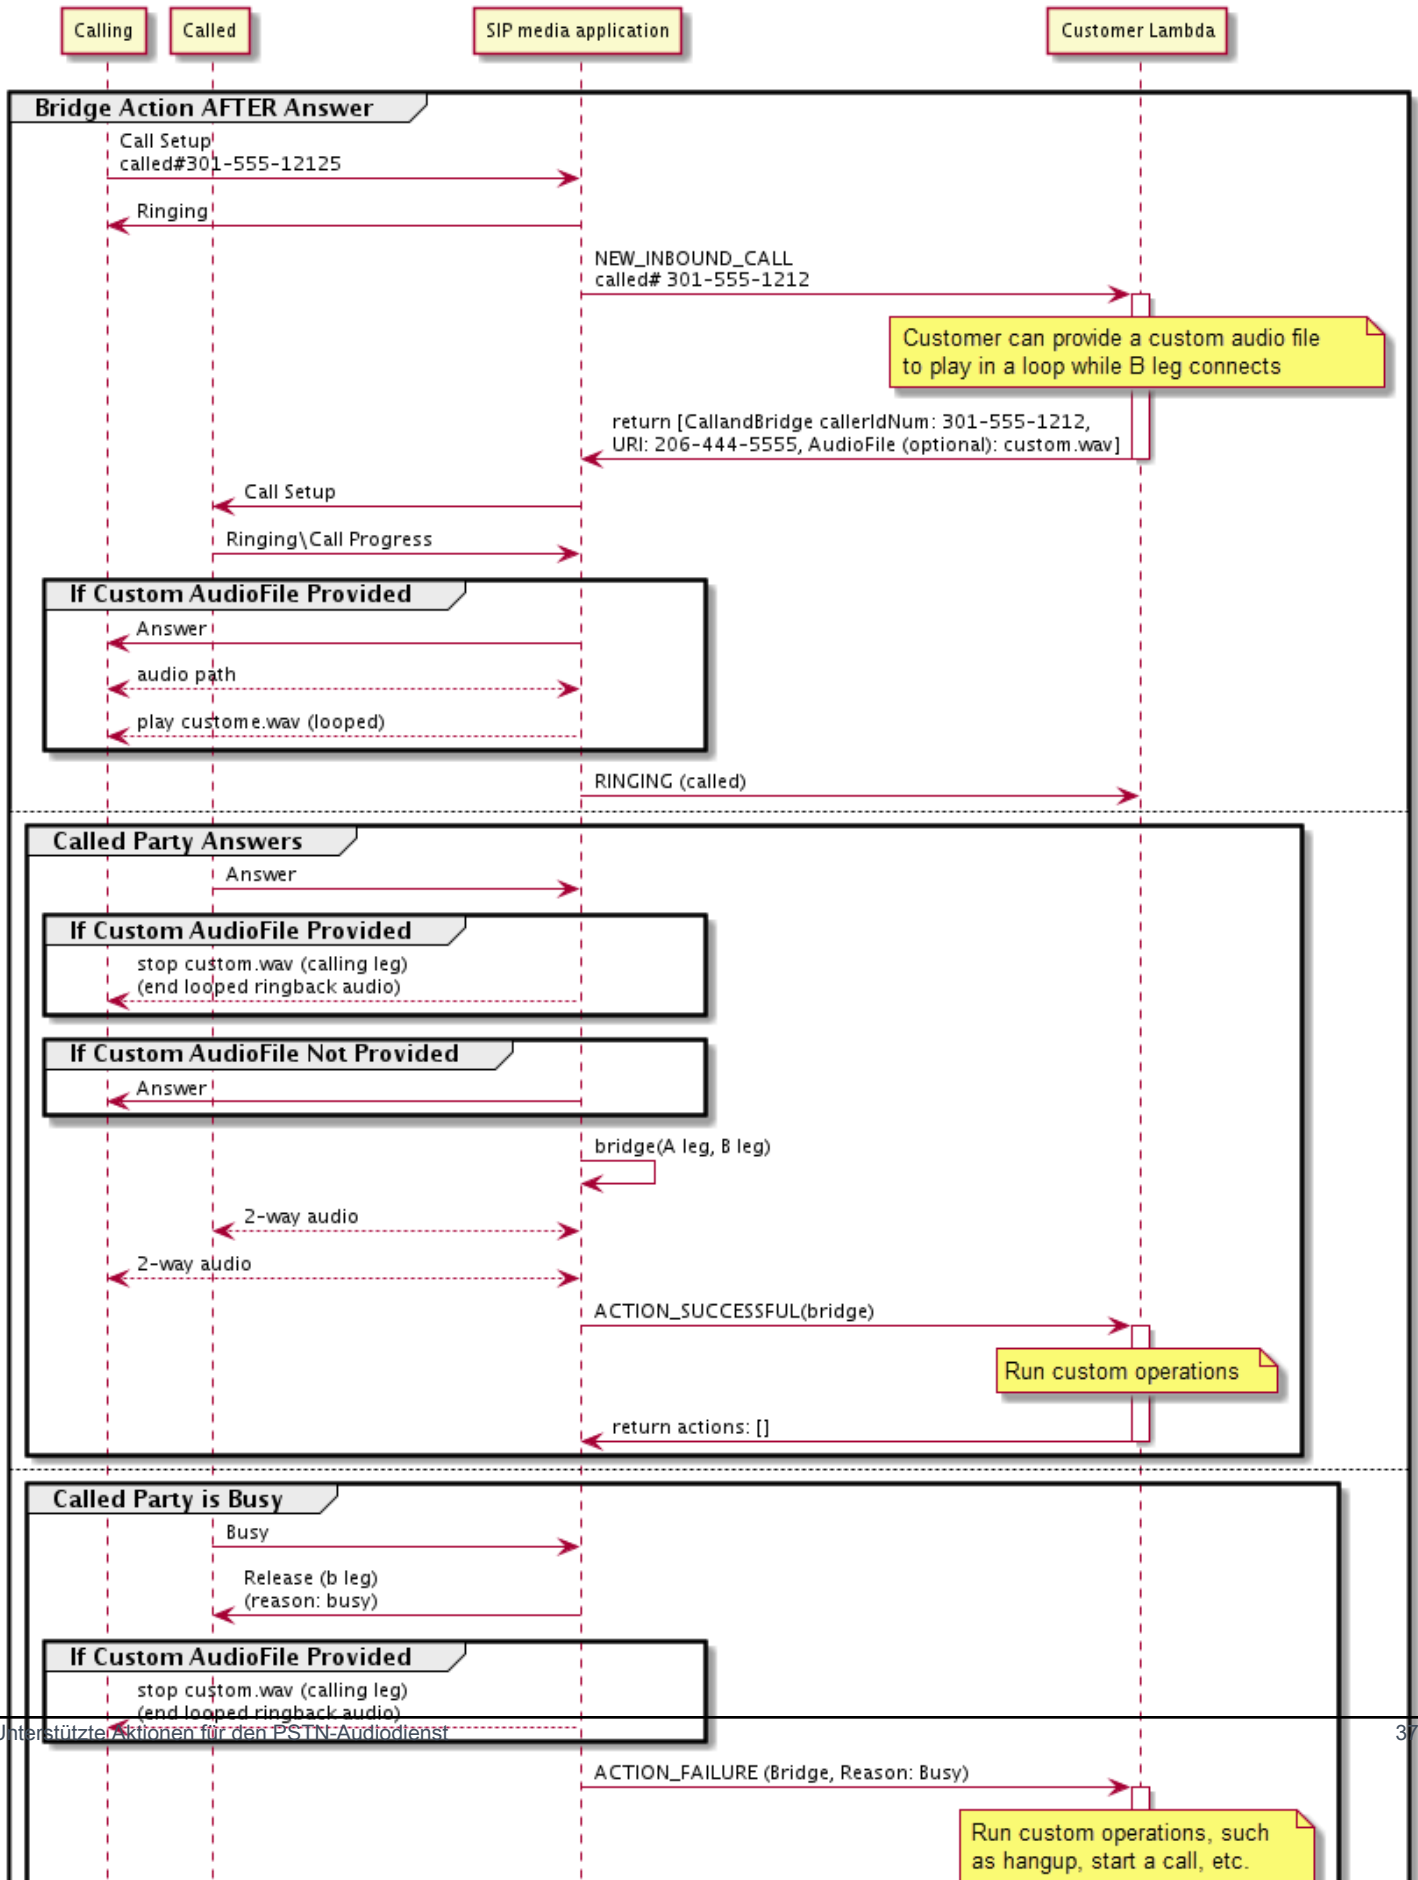 Calling
Called
SIP media application
Customer Lambda
Bridge Action AFTER Answer
Call Setup
called#301-555-12125
Ringing
NEW_INBOUND_CALL
called# 301-555-1212
Customer can provide a custom audio file
to play in a loop while B leg connects
return [CallandBridge callerIdNum: 301-555-1212,
URI: 206-444-5555, AudioFile (optional): custom.wav]
Call Setup
Ringing\Call Progress
If Custom AudioFile Provided
Answer
audio path
play custome.wav (looped)
RINGING (called)
Called Party Answers
Answer
If Custom AudioFile Provided
stop custom.wav (calling leg)
(end looped ringback audio)
If Custom AudioFile Not Provided
Answer
bridge(A leg, B leg)
2-way audio
2-way audio
ACTION_SUCCESSFUL(bridge)
Run custom operations
return actions: []
Called Party is Busy
Busy
Release (b leg)
(reason: busy)
If Custom AudioFile Provided
stop custom.wav (calling leg)
(end looped ringback audio)
Unterstützte Aktionen für den PSTN-Audiodienst
37
ACTION_FAILURE (Bridge, Reason: Busy)
Run custom operations, such
as hangup, start a call, etc.